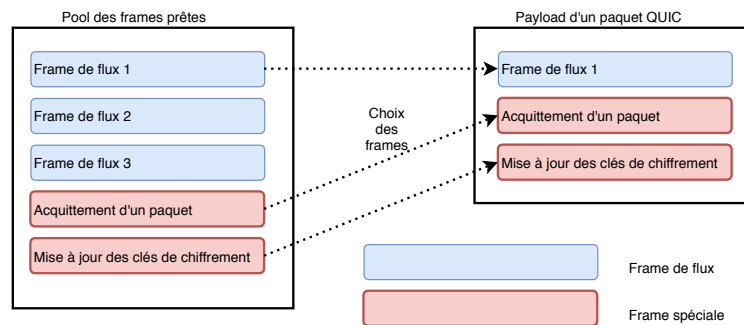 Pool des frames prêtes
Frame de flux 1
Frame de flux 2
Frame de flux 3
Acquittement d'un paquet
Mise à jour des clés de chiffrement
Choix
des
frames
Payload d'un paquet QUIC
Frame de flux 1
Acquittement d'un paquet
Mise à jour des clés de chiffrement
Frame de flux
Frame spéciale